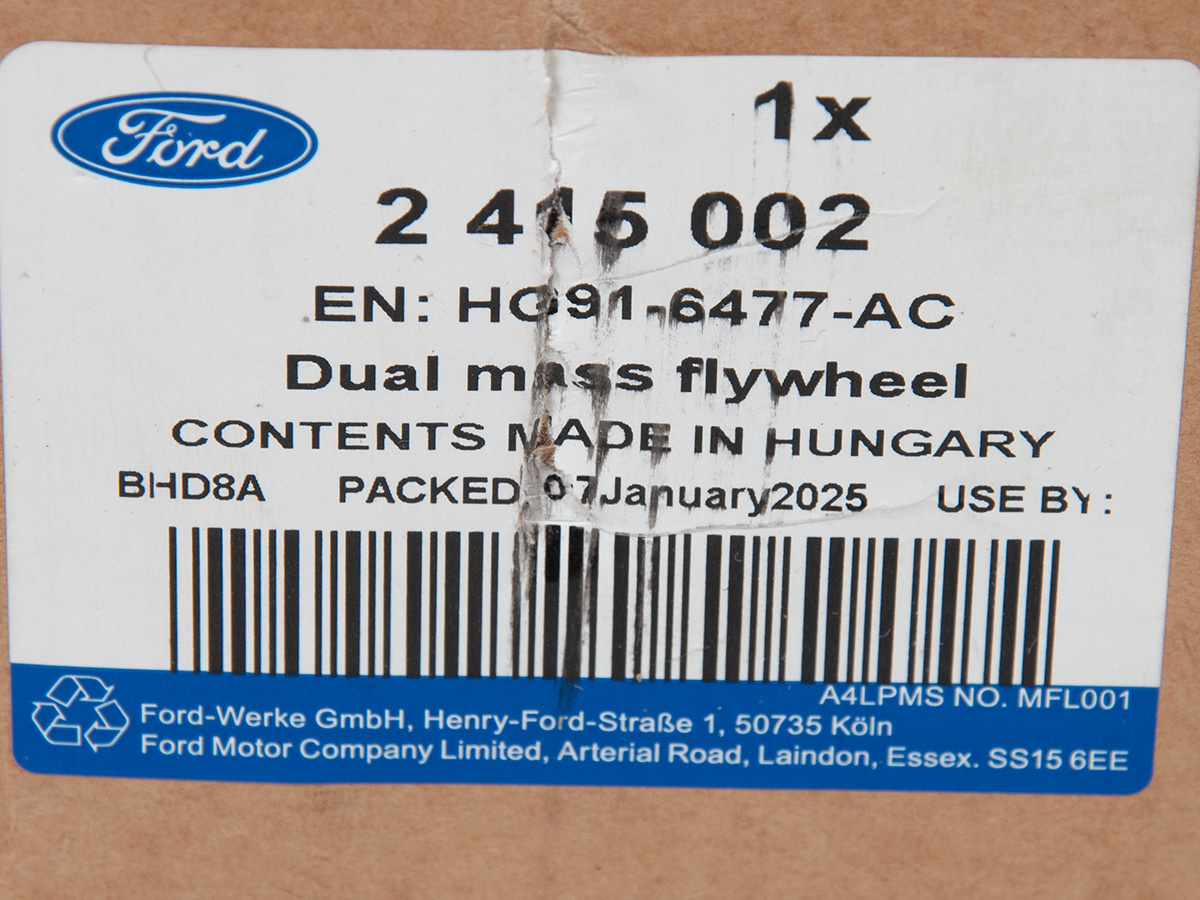 Ford
1x
2 415 002
EN: HG91-6477-AC
Dual mass flywheel
CONTENTS MADE IN HUNGARY
BHD8A PACKED 07January2025 USE BY:
A4LPMS NO. MFL001
Ford-Werke GmbH, Henry-Ford-Straße 1, 50735 Köln
Ford Motor Company Limited, Arterial Road, Laindon, Essex. SS15 6EE